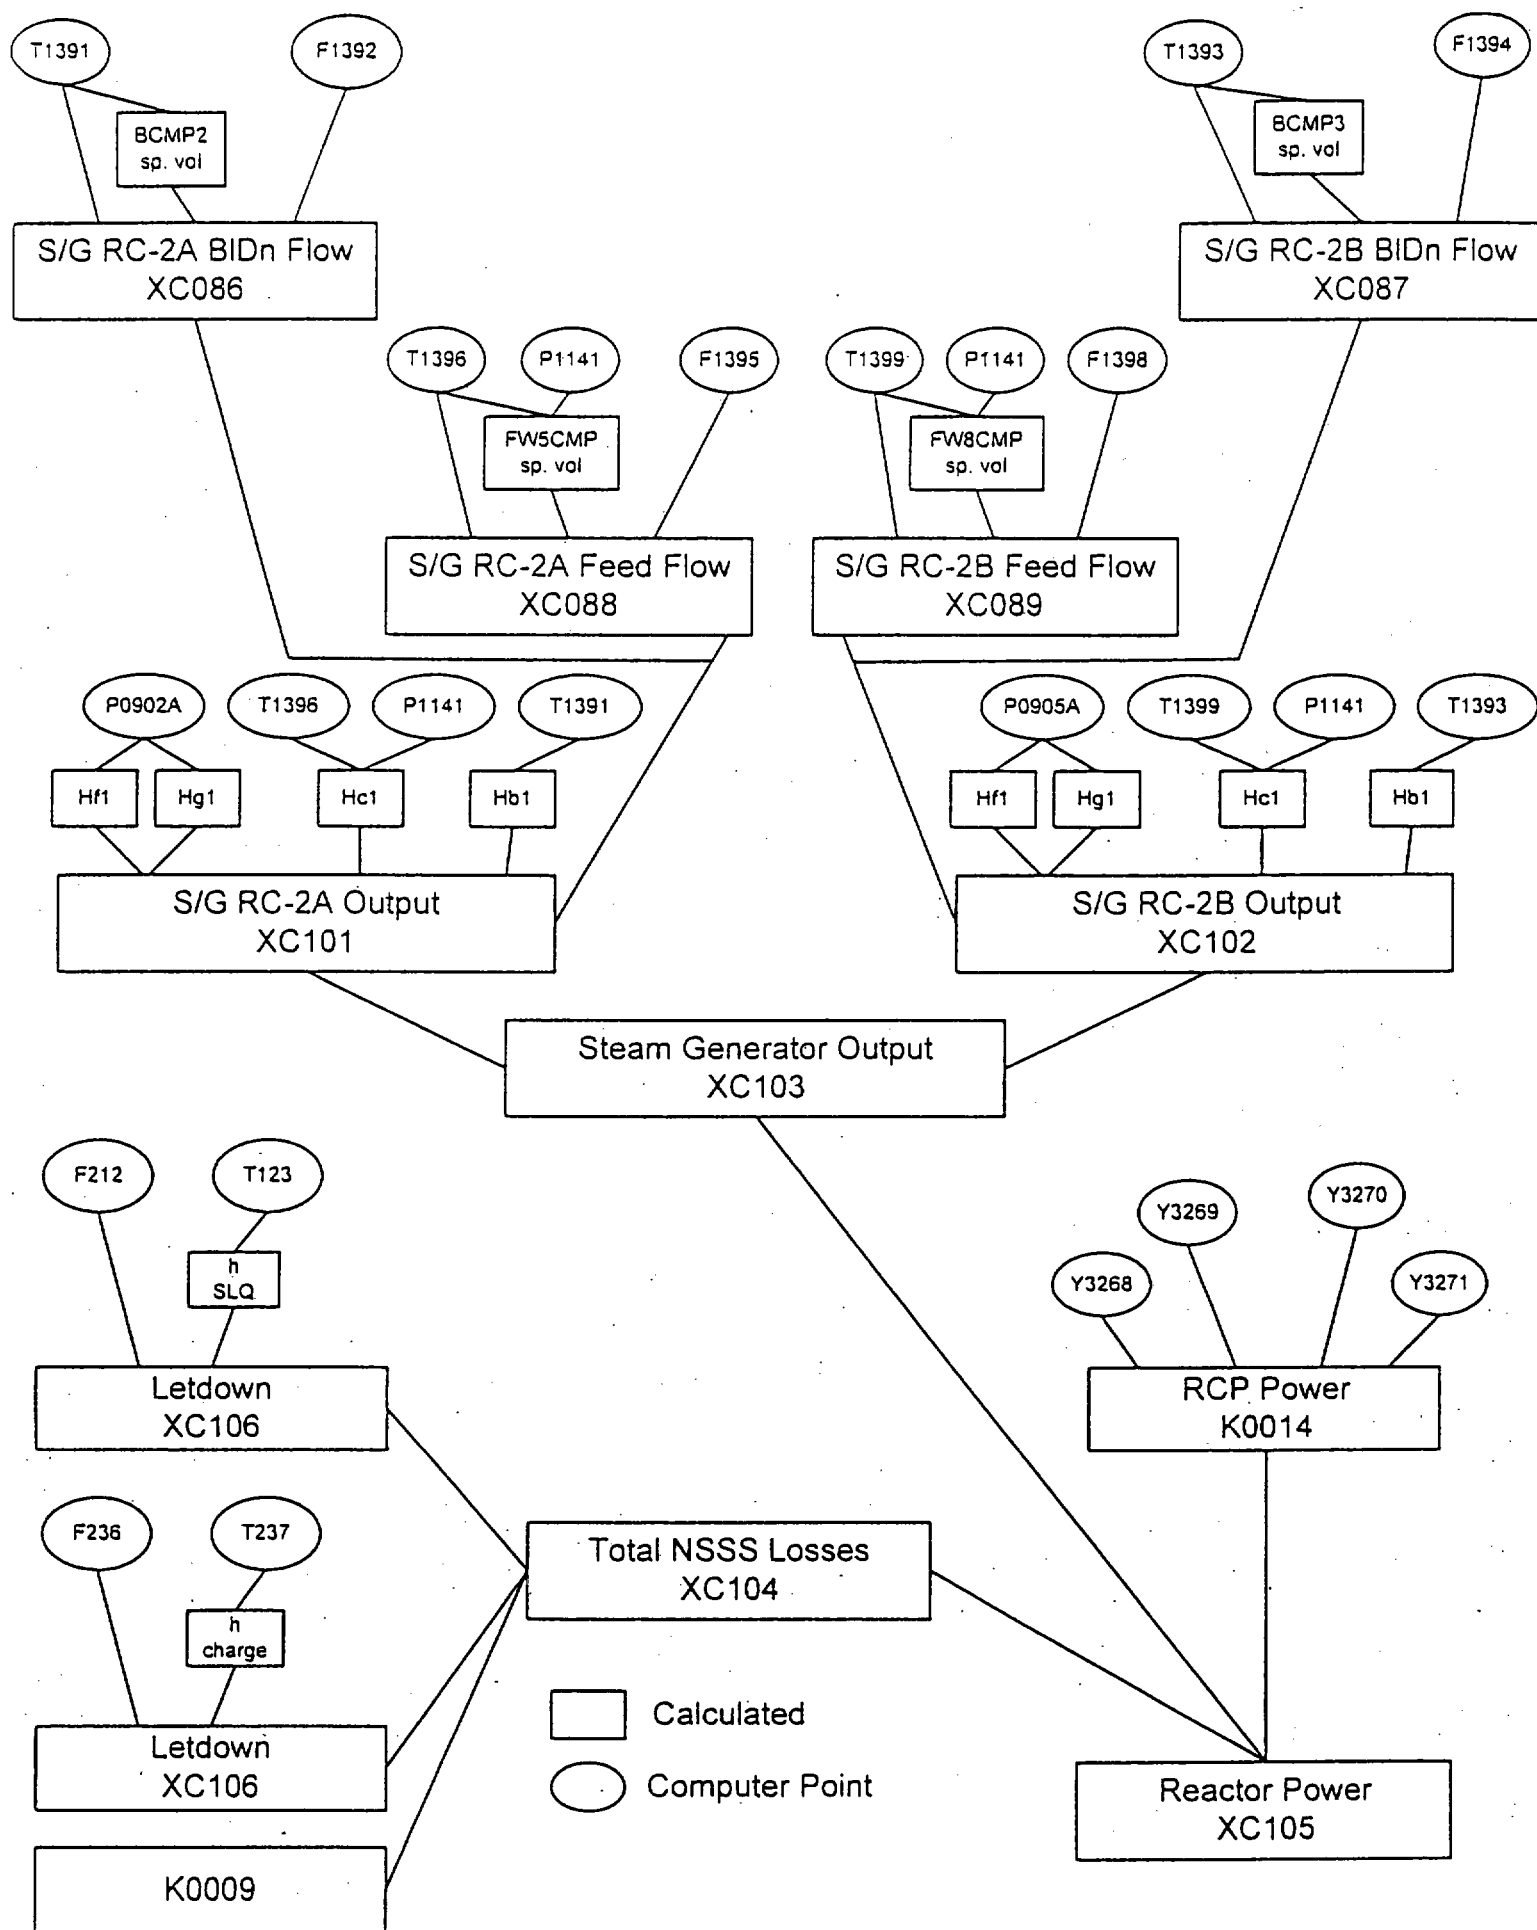 T1391
F1392
T1393
F1394
BCMP2
sp. vol
BCMP3
sp. vol
S/G RC-2A BlDn Flow
XC086
S/G RC-2B BlDn Flow
XC087
T1396
P1141
F1395
T1399
P1141
F1398
FW5CMP
sp. vol
FW8CMP
sp. vol
S/G RC-2A Feed Flow
XC088
S/G RC-2B Feed Flow
XC089
P0902A
T1396
P1141
T1391
P0905A
T1399
P1141
T1393
Hf1
Hg1
Hc1
Hb1
Hf1
Hg1
Hc1
Hb1
S/G RC-2A Output
XC101
S/G RC-2B Output
XC102
Steam Generator Output
XC103
F212
T123
h
SLQ
Y3268
Y3269
Y3270
Y3271
Letdown
XC106
RCP Power
K0014
F236
T237
h
charge
Total NSSS Losses
XC104
Letdown
XC106
Calculated
Computer Point
Reactor Power
XC105
K0009